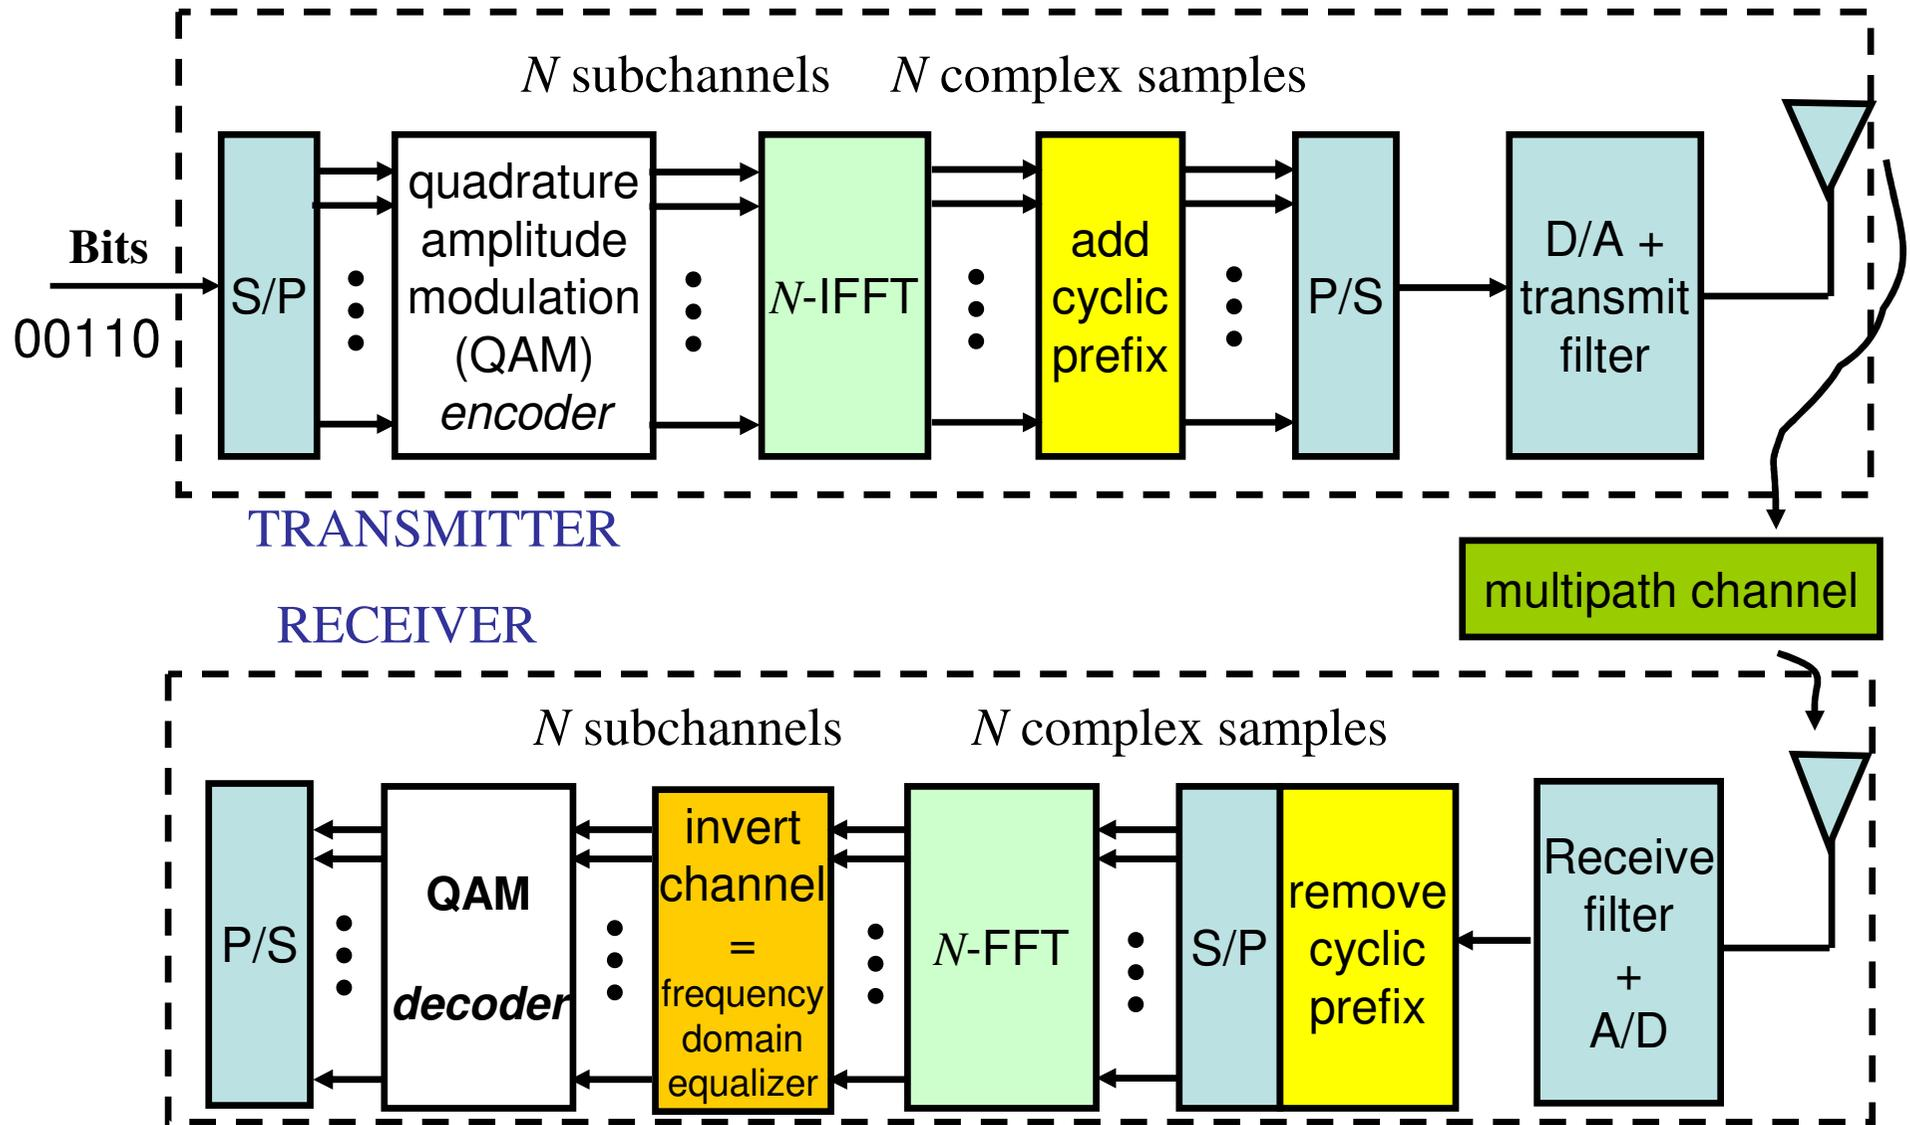 N subchannels
N complex samples
Bits
00110
S/P
quadrature
amplitude
modulation
(QAM)
encoder
N-IFFT
add
cyclic
prefix
P/S
D/A +
transmit
filter
TRANSMITTER
multipath channel
RECEIVER
N subchannels
N complex samples
P/S
QAM
decoder
invert
channel
=
frequency
domain
equalizer
N-FFT
S/P
remove
cyclic
prefix
Receive
filter
+
A/D